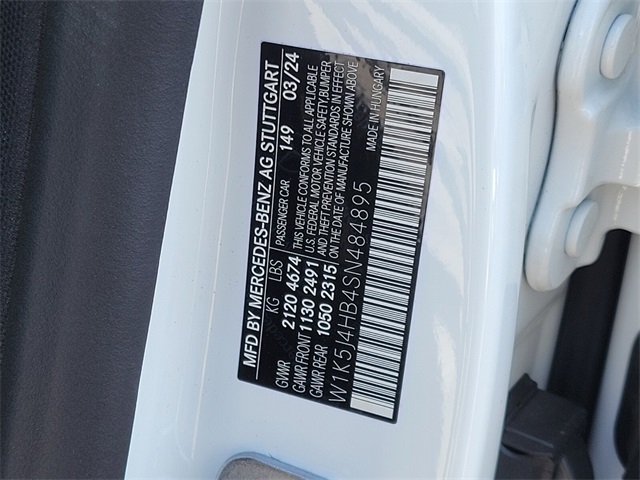 MFD BY MERCEDES-BENZ AG STUTTGART
PASSENGER CAR 149 03/24
KG LBS
GVWR 2120 4674
GAWR FRONT 1130 2491
GAWR REAR 1050 2315
THIS VEHICLE CONFORMS TO ALL APPLICABLE
U.S. FEDERAL MOTOR VEHICLE SAFETY,BUMPER
THEFT PREVENTION STANDARDS IN EFFECT
ON THE DATE OF MANUFACTURE SHOWN ABOVE
W1K5J4HB4SN484895 MADE IN HUNGARY